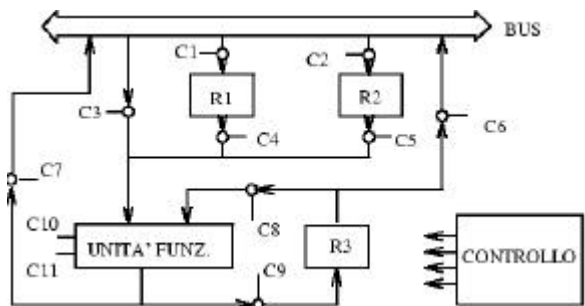 BUS
C1
C2
R1
R2
C3
C4
C5
C6
C7
C10
C8
UNITA' FUNZ.
R3
C11
C9
CONTROLLO